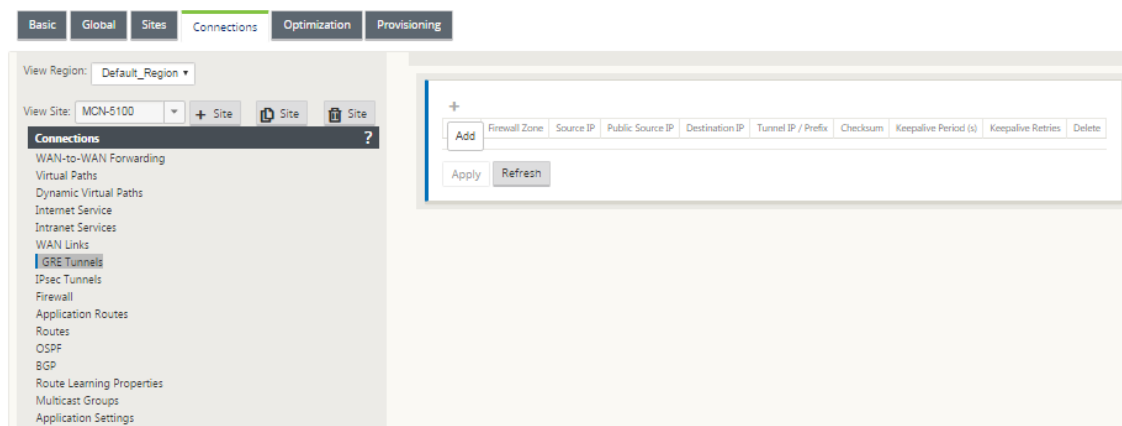 Basic Global Sites Connections Optimization Provisioning
View Region: Default_Region
View Site: MCN-5100 + Site Site Site
Connections ?
WAN-to-WAN Forwarding
Virtual Paths
Dynamic Virtual Paths
Internet Service
Intranet Services
WAN Links
GRE Tunnels
IPsec Tunnels
Firewall
Application Routes
Routes
OSPF
BGP
Route Learning Properties
Multicast Groups
Application Settings
+
Add Firewall Zone Source IP Public Source IP Destination IP Tunnel IP / Prefix Checksum Keepalive Period (s) Keepalive Retries Delete
Apply Refresh